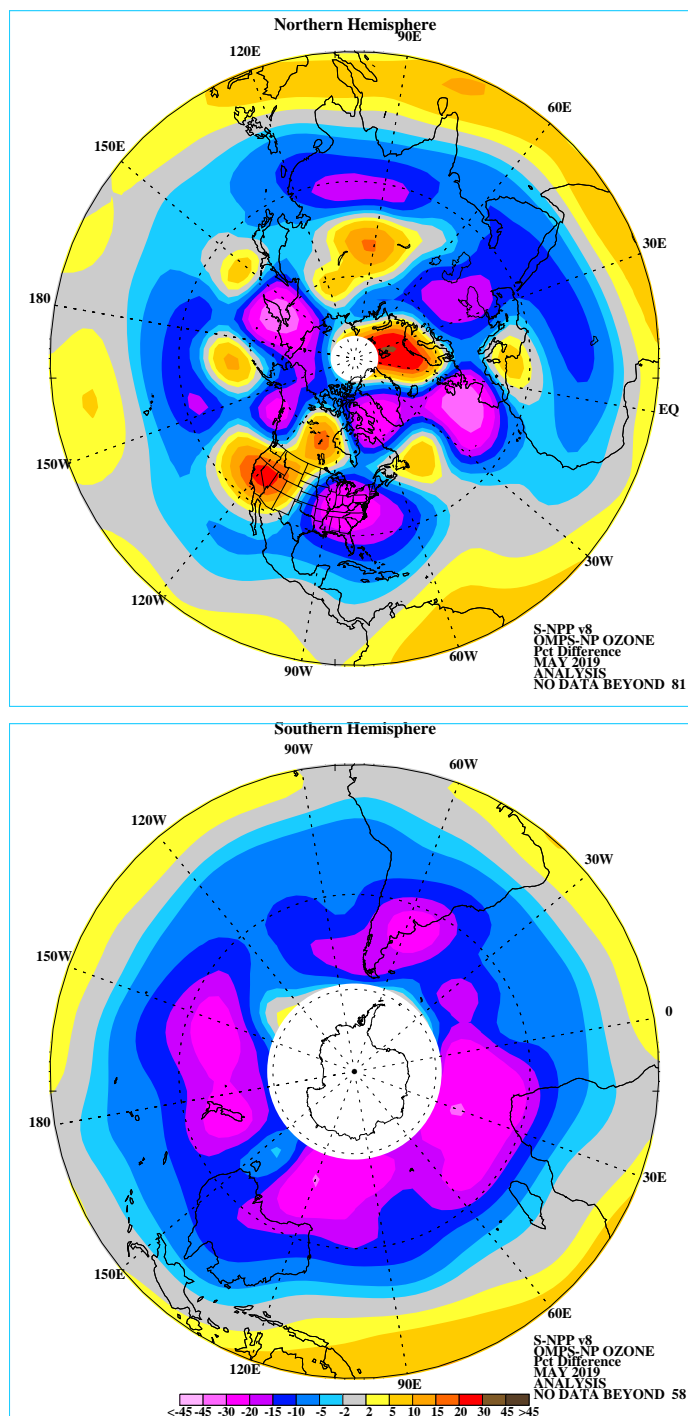 Northern Hemisphere
90E
120E
60E
150E
30E
180
EQ
150W
30W
120W
60W
90W
S-NPP v8
OMPS-NP OZONE
Pct Difference
MAY 2019
ANALYSIS
NO DATA BEYOND 81
Southern Hemisphere
90W
60W
120W
30W
150W
0
180
30E
150E
60E
120E
90E
S-NPP v8
OMPS-NP OZONE
Pct Difference
MAY 2019
ANALYSIS
NO DATA BEYOND 58
<-45 -45 -30 -20 -15 -10 -5 -2 2 5 10 15 20 30 45 >45